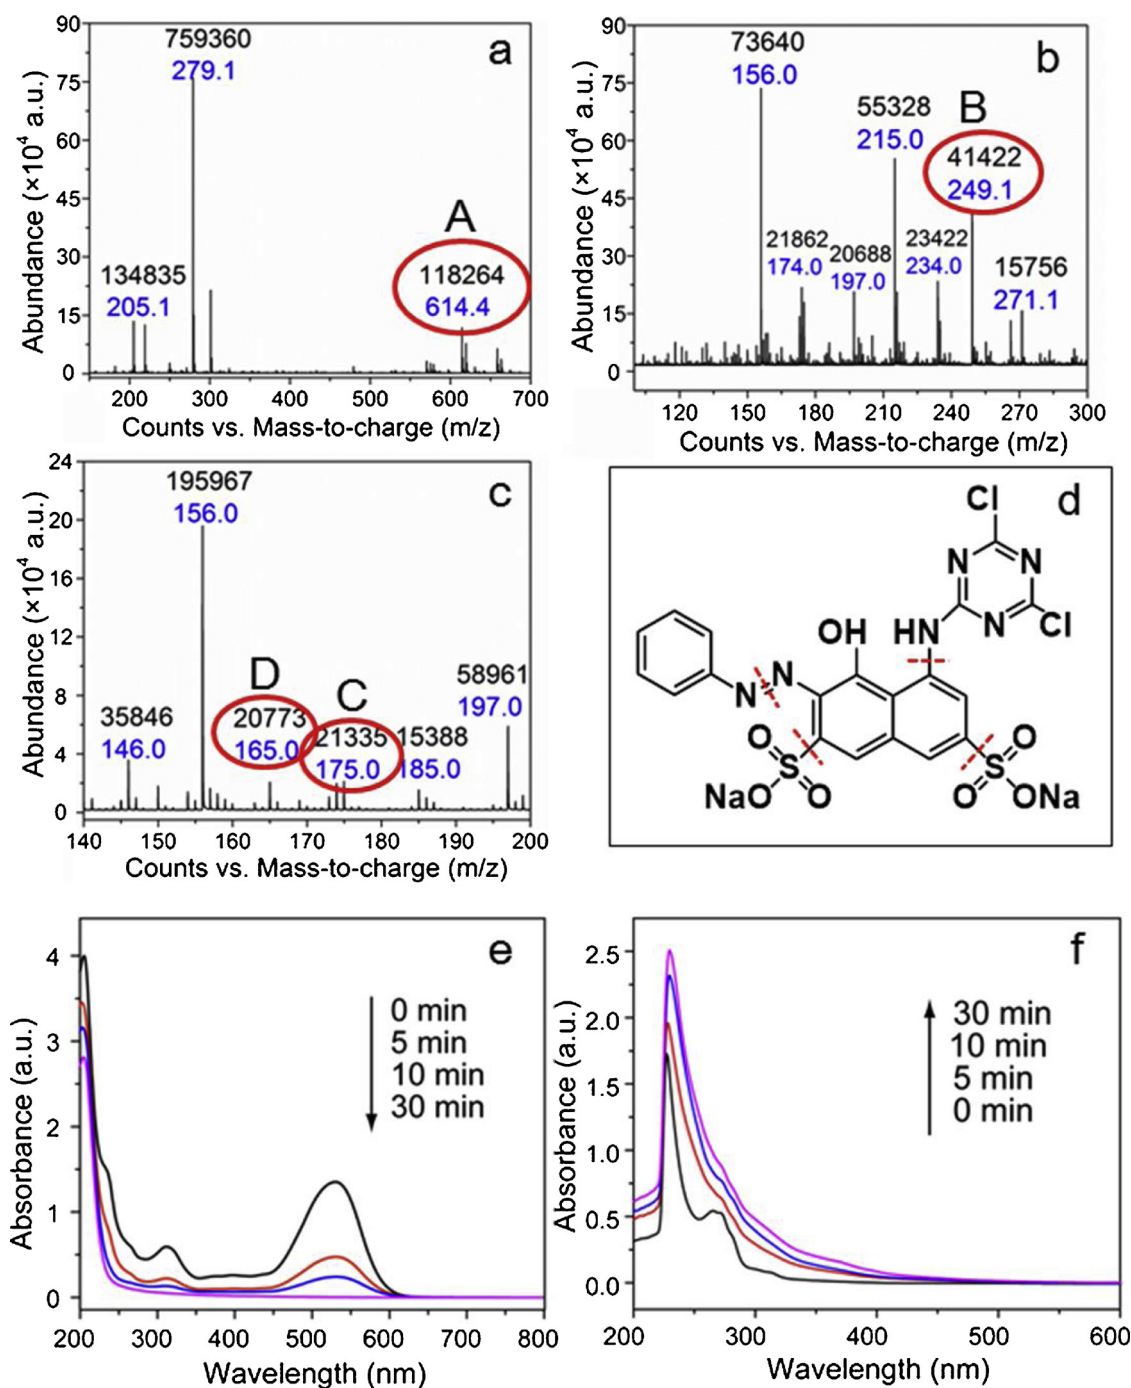 a
90
75
60
45
30
15
0
Abundance (×10⁴ a.u.)
759360
279.1
134835
205.1
A
118264
614.4
200 300 400 500 600 700
Counts vs. Mass-to-charge (m/z)
b
90
75
60
45
30
15
0
Abundance (×10⁴ a.u.)
73640
156.0
55328
215.0
B
41422
249.1
21862
174.0
20688
197.0
23422
234.0
15756
271.1
120 150 180 210 240 270 300
Counts vs. Mass-to-charge (m/z)
c
24
20
16
12
8
4
0
Abundance (×10⁴ a.u.)
195967
156.0
35846
146.0
D
20773
165.0
C
21335
175.0
15388
185.0
58961
197.0
140 150 160 170 180 190 200
Counts vs. Mass-to-charge (m/z)
d
Cl
N N
OH HN N Cl
N N
O O
S S
NaO O O ONa
e
4
3
2
1
0
Absorbance (a.u.)
0 min
5 min
10 min
30 min
200 300 400 500 600 700 800
Wavelength (nm)
f
2.5
2.0
1.5
1.0
0.5
0.0
Absorbance (a.u.)
30 min
10 min
5 min
0 min
200 300 400 500 600
Wavelength (nm)